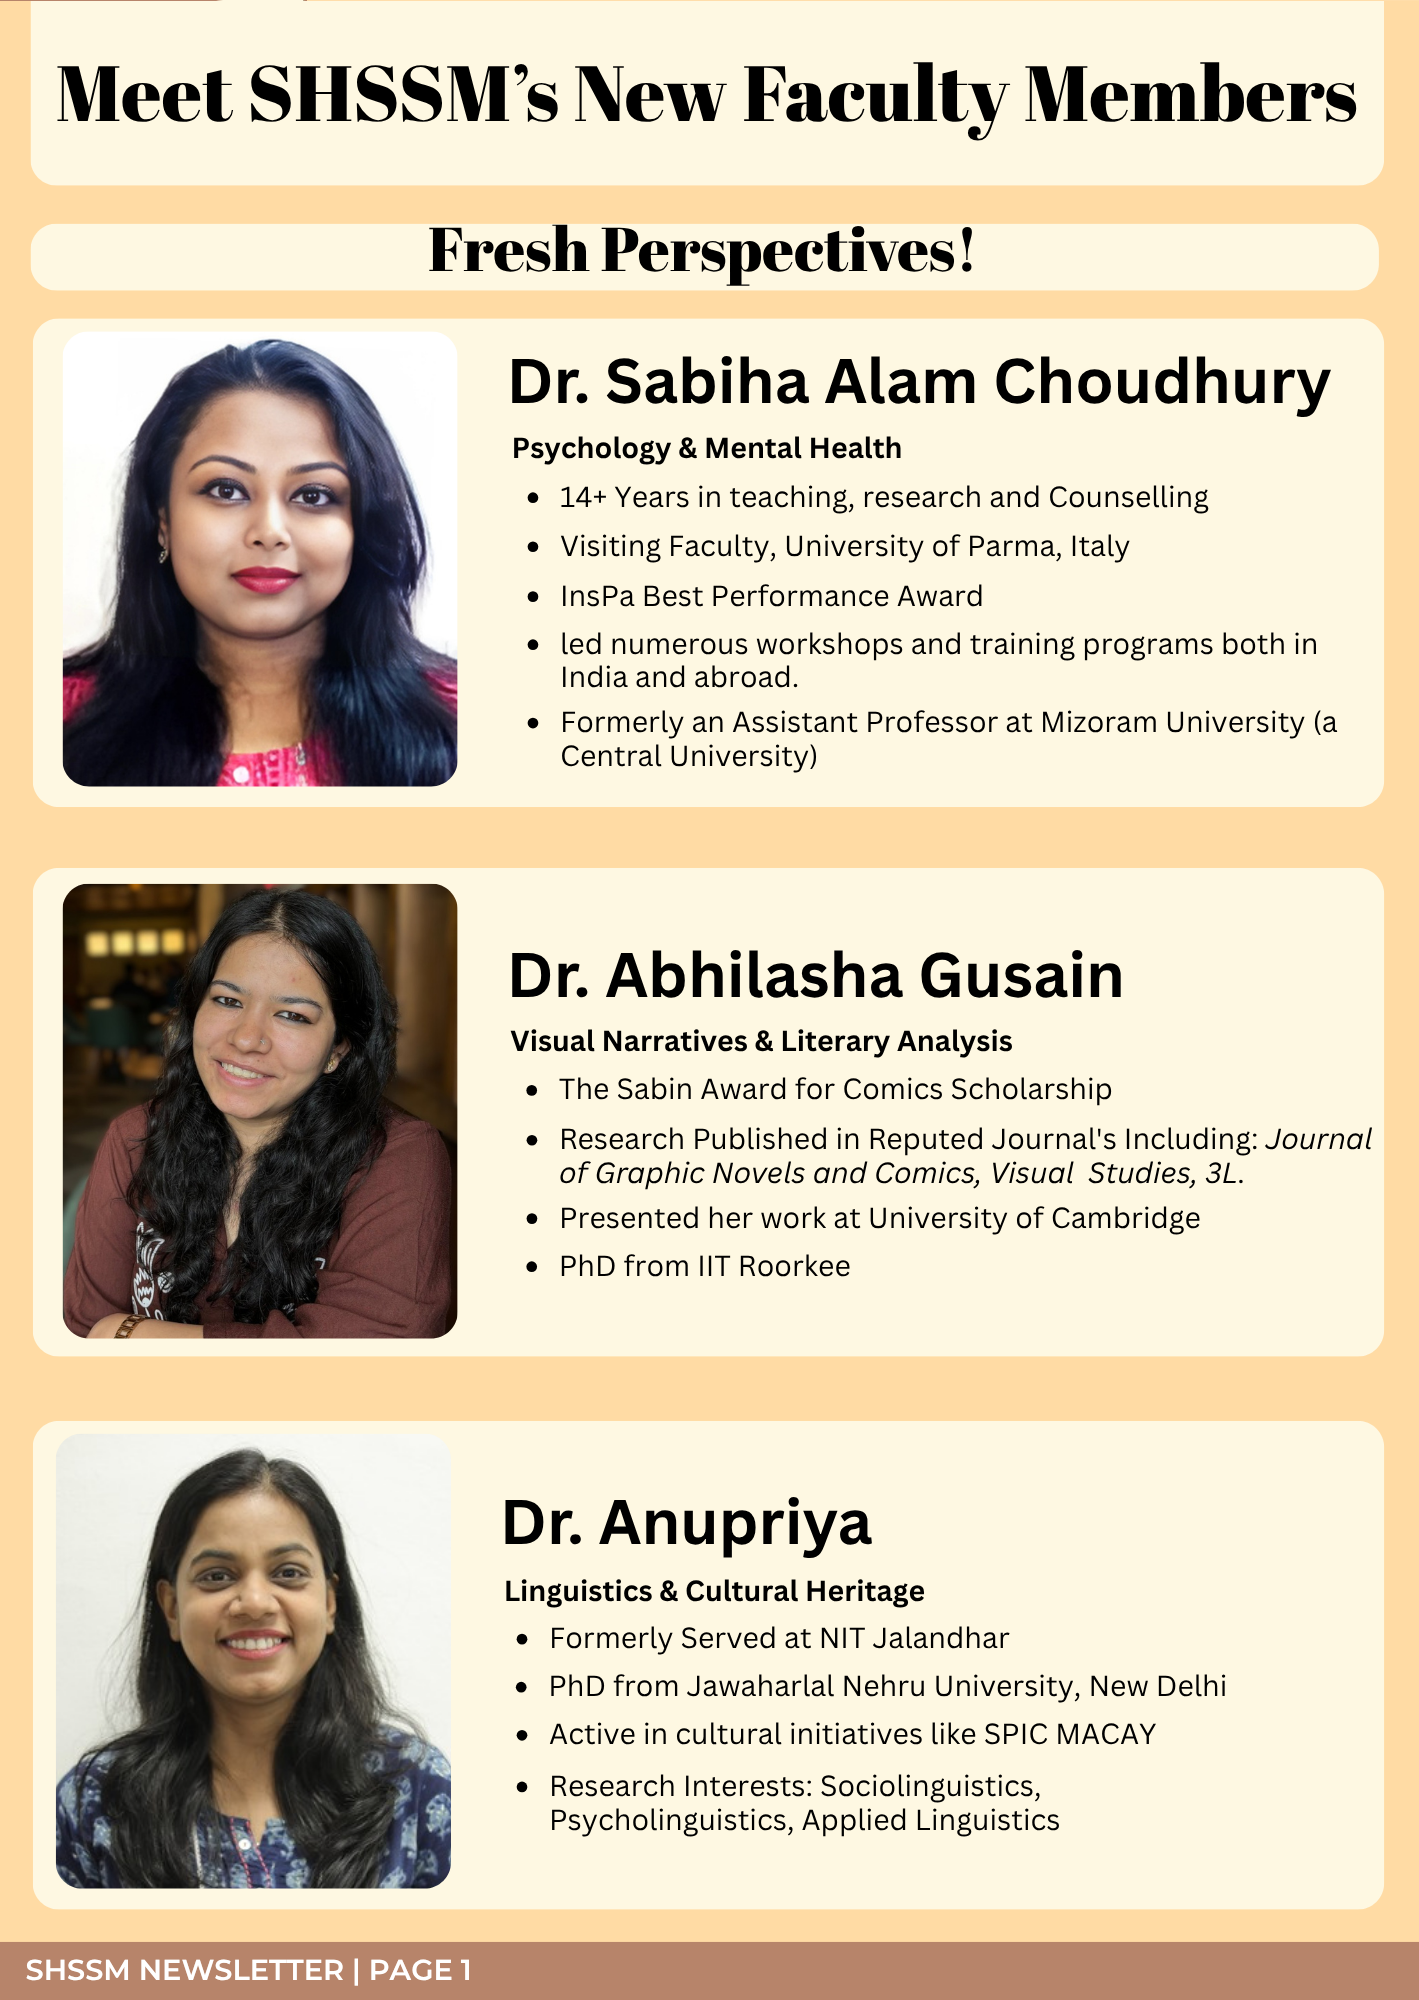 Meet SHSSM’s New Faculty Members
Fresh Perspectives!
Dr. Sabiha Alam Choudhury
Psychology & Mental Health
• 14+ Years in teaching, research and Counselling
• Visiting Faculty, University of Parma, Italy
• InsPa Best Performance Award
• led numerous workshops and training programs both in
India and abroad.
• Formerly an Assistant Professor at Mizoram University (a
Central University)
Dr. Abhilasha Gusain
Visual Narratives & Literary Analysis
• The Sabin Award for Comics Scholarship
• Research Published in Reputed Journal's Including: Journal
of Graphic Novels and Comics, Visual  Studies, 3L.
• Presented her work at University of Cambridge
• PhD from IIT Roorkee
Dr. Anupriya
Linguistics & Cultural Heritage
• Formerly Served at NIT Jalandhar
• PhD from Jawaharlal Nehru University, New Delhi
• Active in cultural initiatives like SPIC MACAY
• Research Interests: Sociolinguistics,
Psycholinguistics, Applied Linguistics
SHSSM NEWSLETTER | PAGE 1